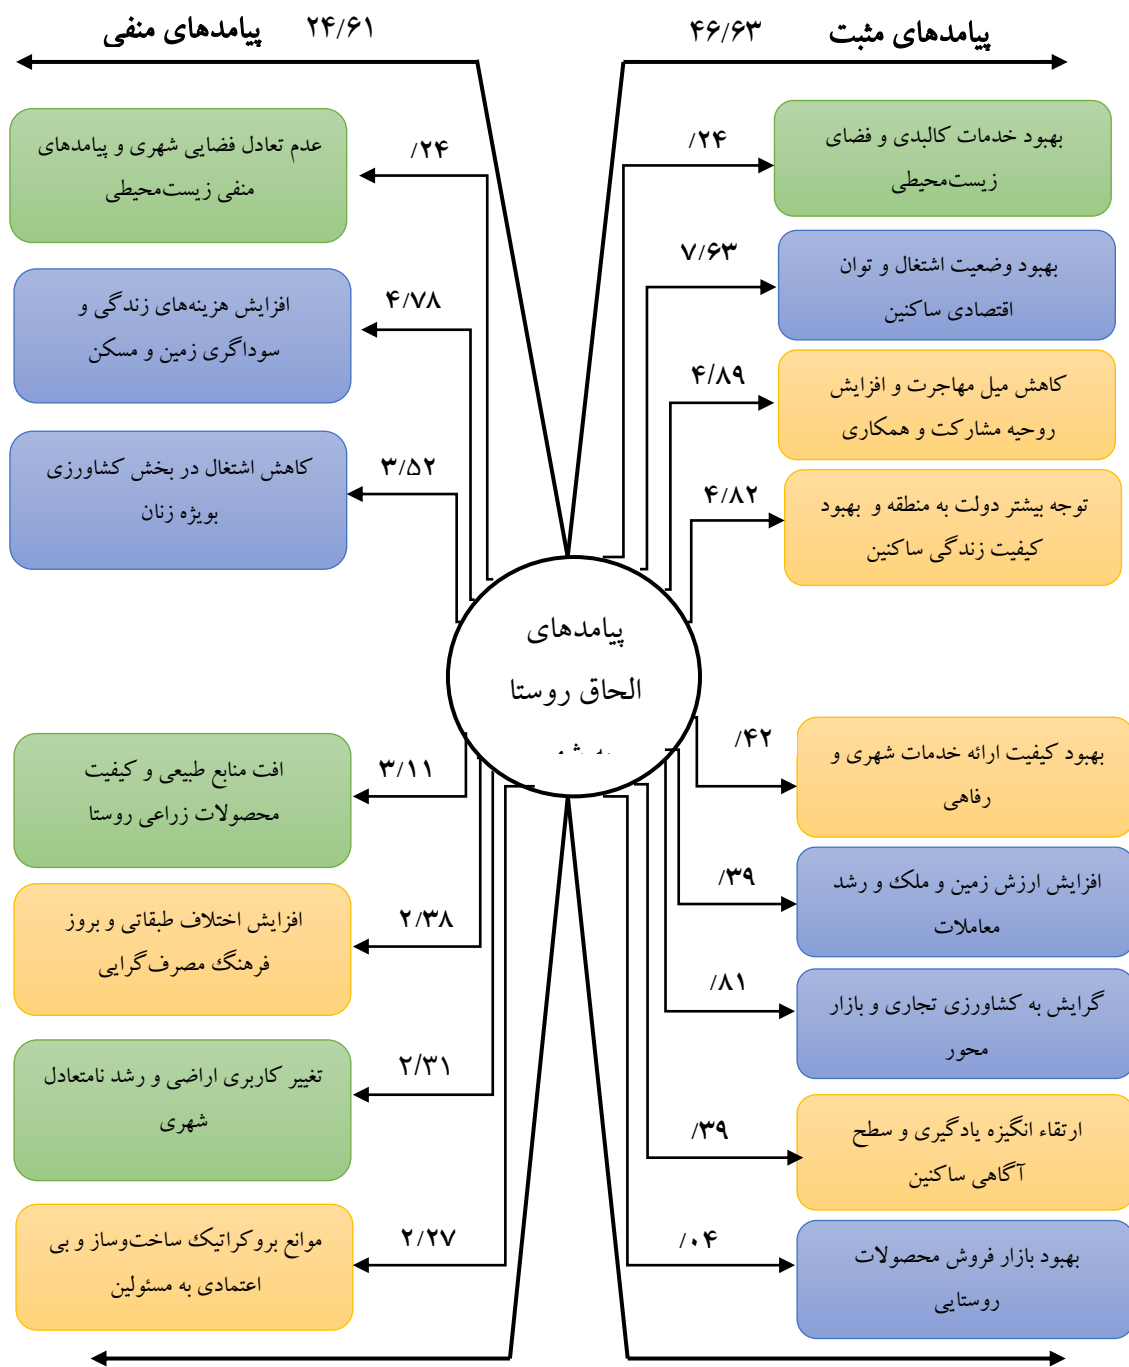 پیامدهای مثبت ۴۶/۶۳
پیامدهای منفی ۲۴/۶۱
بهبود خدمات کالبدی و فضای
زیست‌محیطی
/۲۴
بهبود وضعیت اشتغال و توان
اقتصادی ساکنین
۷/۶۳
کاهش میل مهاجرت و افزایش
روحیه مشارکت و همکاری
۴/۸۹
توجه بیشتر دولت به منطقه و بهبود
کیفیت زندگی ساکنین
۴/۸۲
بهبود کیفیت ارائه خدمات شهری و
رفاهی
/۴۲
افزایش ارزش زمین و ملک و رشد
معاملات
/۳۹
گرایش به کشاورزی تجاری و بازار
محور
/۸۱
ارتقاء انگیزه یادگیری و سطح
آگاهی ساکنین
/۳۹
بهبود بازار فروش محصولات
روستایی
/۰۴
پیامدهای
الحاق روستا
عدم تعادل فضایی شهری و پیامدهای
منفی زیست‌محیطی
/۲۴
افزایش هزینه‌های زندگی و
سوداگری زمین و مسکن
۴/۷۸
کاهش اشتغال در بخش کشاورزی
بویژه زنان
۳/۵۲
افت منابع طبیعی و کیفیت
محصولات زراعی روستا
۳/۱۱
افزایش اختلاف طبقاتی و بروز
فرهنگ مصرف‌گرایی
۲/۳۸
تغییر کاربری اراضی و رشد نامتعادل
شهری
۲/۳۱
موانع بروکراتیک ساخت‌وساز و بی
اعتمادی به مسئولین
۲/۲۷